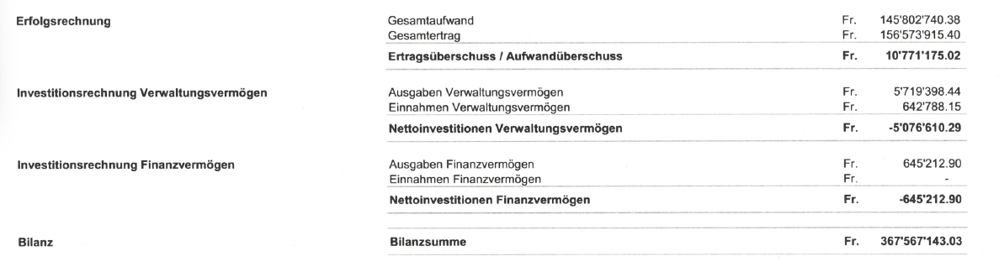 Erfolgsrechnung Gesamtaufwand Fr. 145'802'740.38
Gesamtertrag Fr. 156'573'915.40
Ertragsüberschuss / Aufwandüberschuss Fr. 10'771'175.02
Investitionsrechnung Verwaltungsvermögen Ausgaben Verwaltungsvermögen Fr. 5'719'398.44
Einnahmen Verwaltungsvermögen Fr. 642'788.15
Nettoinvestitionen Verwaltungsvermögen Fr. -5'076'610.29
Investitionsrechnung Finanzvermögen Ausgaben Finanzvermögen Fr. 645'212.90
Einnahmen Finanzvermögen Fr. -
Nettoinvestitionen Finanzvermögen Fr. -645'212.90
Bilanz Bilanzsumme Fr. 367'567'143.03